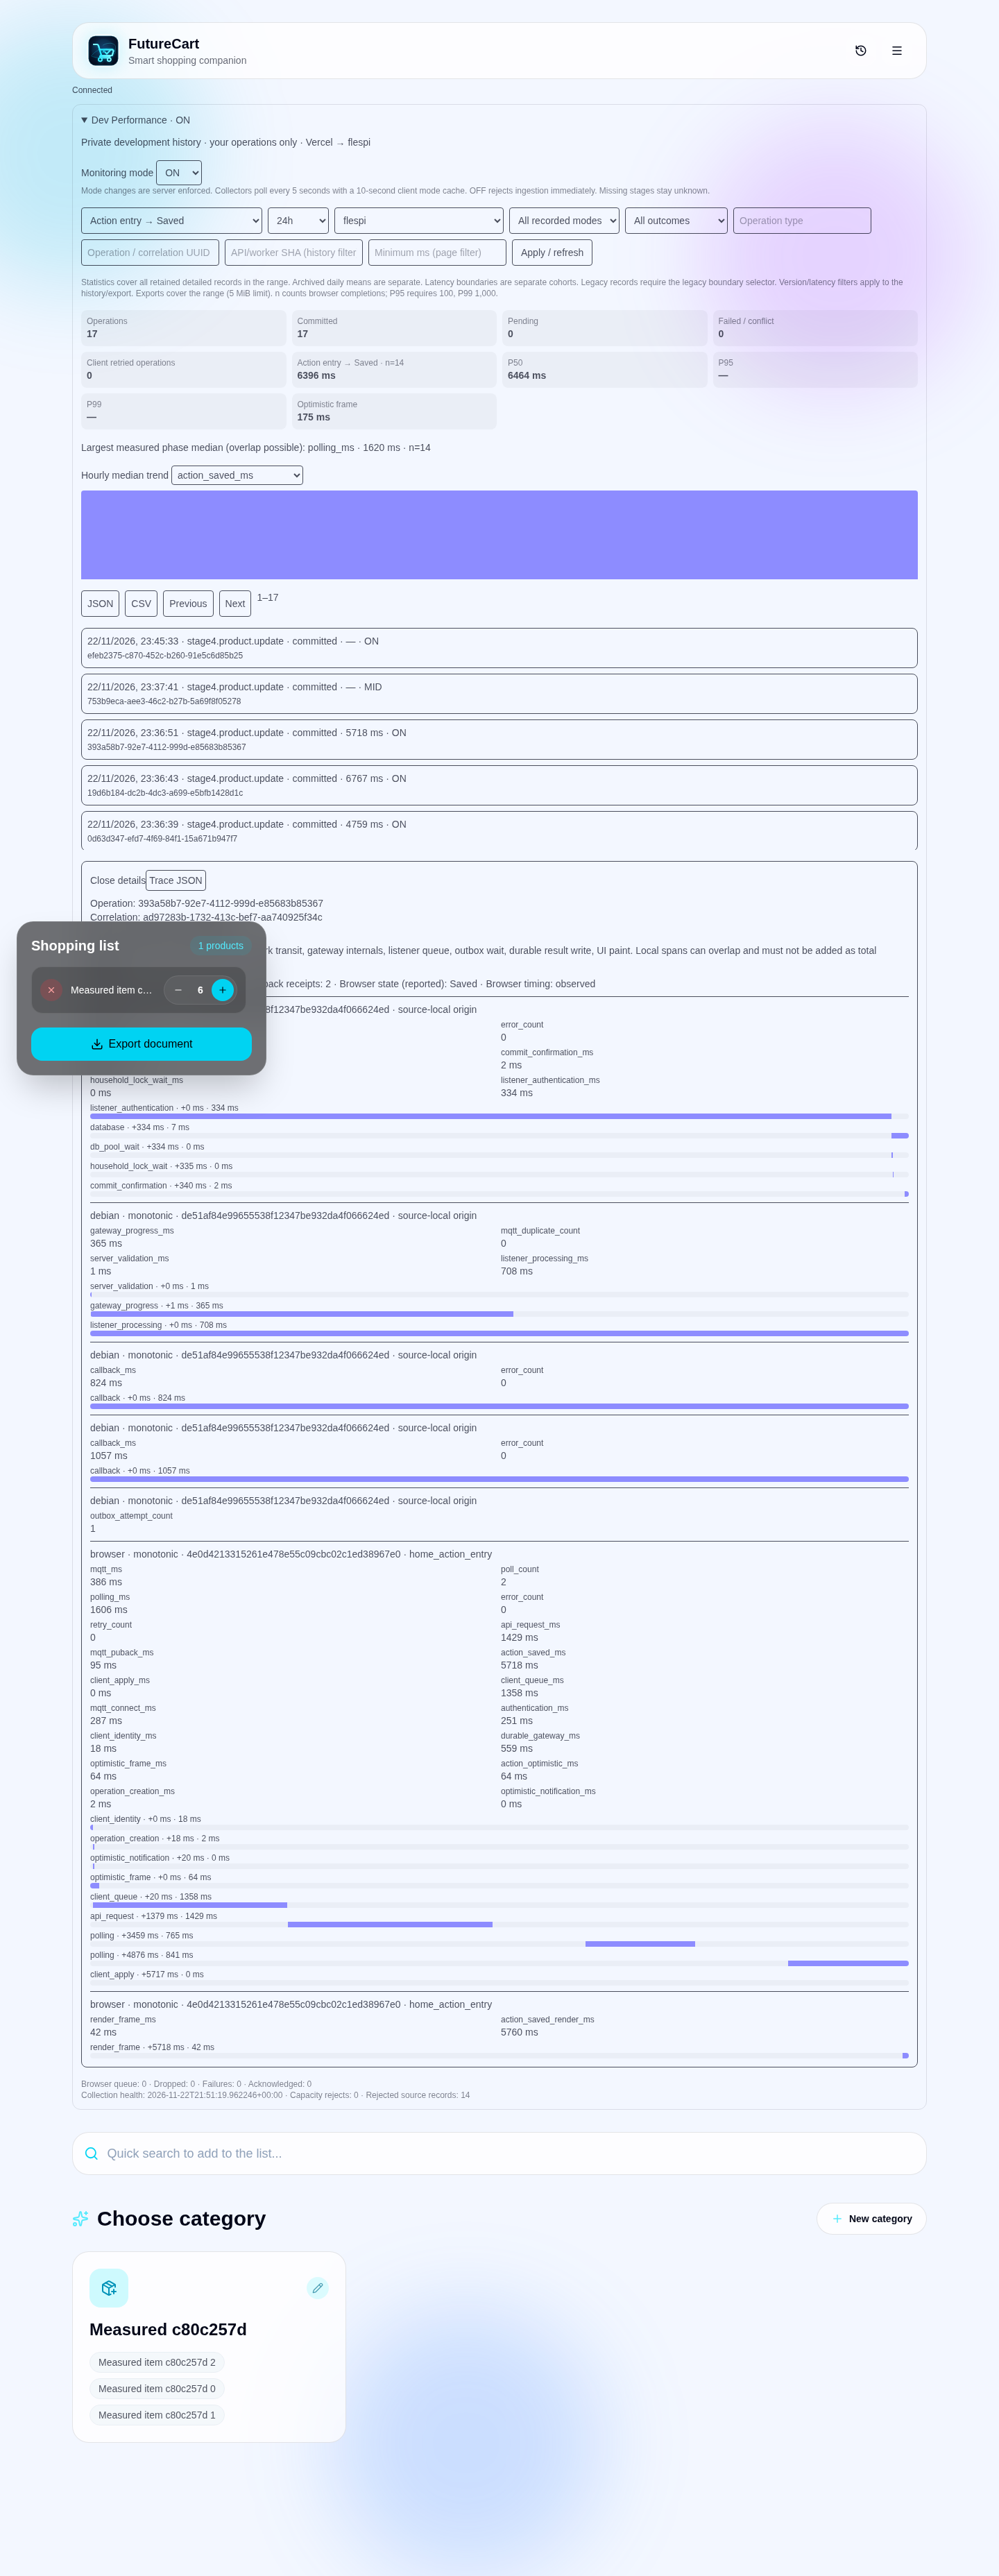 FutureCart
Smart shopping companion
Connected
▼ Dev Performance · ON
Private development history · your operations only · Vercel → flespi
Monitoring mode ON
Mode changes are server enforced. Collectors poll every 5 seconds with a 10-second client mode cache. OFF rejects ingestion immediately. Missing stages stay unknown.
Action entry → Saved 24h flespi All recorded modes All outcomes Operation type
Operation / correlation UUID API/worker SHA (history filter Minimum ms (page filter) Apply / refresh
Statistics cover all retained detailed records in the range. Archived daily means are separate. Latency boundaries are separate cohorts. Legacy records require the legacy boundary selector. Version/latency filters apply to the
history/export. Exports cover the range (5 MiB limit). n counts browser completions; P95 requires 100, P99 1,000.
Operations Committed Pending Failed / conflict
17 17 0 0
Client retried operations Action entry → Saved · n=14 P50 P95
0 6396 ms 6464 ms —
P99 Optimistic frame
— 175 ms
Largest measured phase median (overlap possible): polling_ms · 1620 ms · n=14
Hourly median trend action_saved_ms
JSON CSV Previous Next 1–17
22/11/2026, 23:45:33 · stage4.product.update · committed · — · ON
efeb2375-c870-452c-b260-91e5c6d85b25
22/11/2026, 23:37:41 · stage4.product.update · committed · — · MID
753b9eca-aee3-46c2-b27b-5a69f8f05278
22/11/2026, 23:36:51 · stage4.product.update · committed · 5718 ms · ON
393a58b7-92e7-4112-999d-e85683b85367
22/11/2026, 23:36:43 · stage4.product.update · committed · 6767 ms · ON
19d6b184-dc2b-4dc3-a699-e5bfb1428d1c
22/11/2026, 23:36:39 · stage4.product.update · committed · 4759 ms · ON
0d63d347-efd7-4f69-84f1-15a671b947f7
Close details Trace JSON
Operation: 393a58b7-92e7-4112-999d-e85683b85367
Correlation: ad97283b-1732-413c-bef7-aa740925f34c
Shopping list 1 products
transit, gateway internals, listener queue, outbox wait, durable result write, UI paint. Local spans can overlap and must not be added as total
receipts: 2 · Browser state (reported): Saved · Browser timing: observed
Measured item c... − 6 +
8f12347be932da4f066624ed · source-local origin
error_count
0
Export document
commit_confirmation_ms
2 ms
household_lock_wait_ms listener_authentication_ms
0 ms 334 ms
listener_authentication · +0 ms · 334 ms
database · +334 ms · 7 ms
db_pool_wait · +334 ms · 0 ms
household_lock_wait · +335 ms · 0 ms
commit_confirmation · +340 ms · 2 ms
debian · monotonic · de51af84e99655538f12347be932da4f066624ed · source-local origin
gateway_progress_ms mqtt_duplicate_count
365 ms 0
server_validation_ms listener_processing_ms
1 ms 708 ms
server_validation · +0 ms · 1 ms
gateway_progress · +1 ms · 365 ms
listener_processing · +0 ms · 708 ms
debian · monotonic · de51af84e99655538f12347be932da4f066624ed · source-local origin
callback_ms error_count
824 ms 0
callback · +0 ms · 824 ms
debian · monotonic · de51af84e99655538f12347be932da4f066624ed · source-local origin
callback_ms error_count
1057 ms 0
callback · +0 ms · 1057 ms
debian · monotonic · de51af84e99655538f12347be932da4f066624ed · source-local origin
outbox_attempt_count
1
browser · monotonic · 4e0d4213315261e478e55c09cbc02c1ed38967e0 · home_action_entry
mqtt_ms poll_count
386 ms 2
polling_ms error_count
1606 ms 0
retry_count api_request_ms
0 1429 ms
mqtt_puback_ms action_saved_ms
95 ms 5718 ms
client_apply_ms client_queue_ms
0 ms 1358 ms
mqtt_connect_ms authentication_ms
287 ms 251 ms
client_identity_ms durable_gateway_ms
18 ms 559 ms
optimistic_frame_ms action_optimistic_ms
64 ms 64 ms
operation_creation_ms optimistic_notification_ms
2 ms 0 ms
client_identity · +0 ms · 18 ms
operation_creation · +18 ms · 2 ms
optimistic_notification · +20 ms · 0 ms
optimistic_frame · +0 ms · 64 ms
client_queue · +20 ms · 1358 ms
api_request · +1379 ms · 1429 ms
polling · +3459 ms · 765 ms
polling · +4876 ms · 841 ms
client_apply · +5717 ms · 0 ms
browser · monotonic · 4e0d4213315261e478e55c09cbc02c1ed38967e0 · home_action_entry
render_frame_ms action_saved_render_ms
42 ms 5760 ms
render_frame · +5718 ms · 42 ms
Browser queue: 0 · Dropped: 0 · Failures: 0 · Acknowledged: 0
Collection health: 2026-11-22T21:51:19.962246+00:00 · Capacity rejects: 0 · Rejected source records: 14
Quick search to add to the list...
Choose category
New category
Measured c80c257d
Measured item c80c257d 2
Measured item c80c257d 0
Measured item c80c257d 1